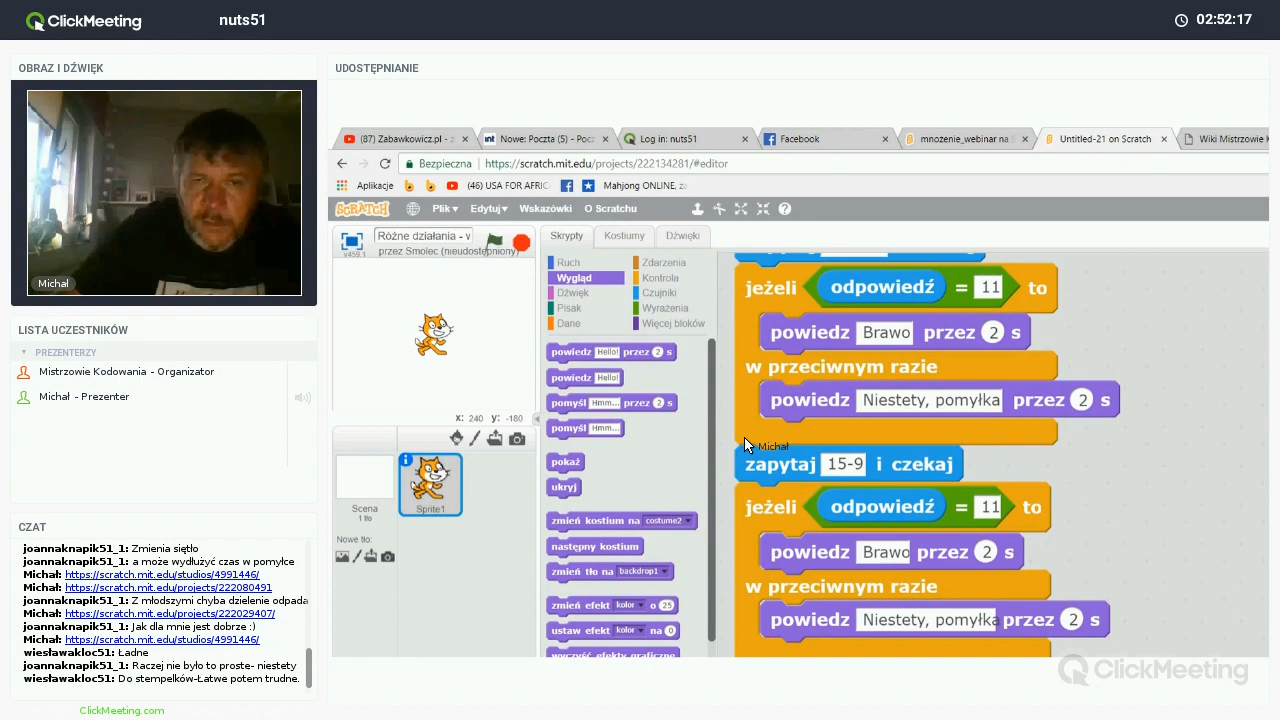 ClickMeeting
nuts51
02:52:17
OBRAZ I DŹWIĘK
Michał
LISTA UCZESTNIKÓW
PREZENTERZY
Mistrzowie Kodowania - Organizator
Michał - Prezenter
CZAT
joannaknapik51_1: Zmienia siętło
joannaknapik51_1: a może wydłużyć czas w pomyłce
Michał: https://scratch.mit.edu/studios/4991446/
Michał: https://scratch.mit.edu/projects/222080491
joannaknapik51_1: Z młodszymi chyba dzielenie odpada
Michał: https://scratch.mit.edu/projects/222029407/
joannaknapik51_1: Jak dla mnie jest dobrze :)
Michał: https://scratch.mit.edu/studios/4991446/
wiesławakloc51: Ładne
joannaknapik51_1: Raczej nie było to proste- niestety
wiesławakloc51: Do stempelków-Łatwe potem trudne.
ClickMeeting.com
UDOSTĘPNIANIE
(87) Zabawkowicz.pl - z
Nowe: Poczta (5) - Poc
Log in: nuts51
Facebook
mnozenie_webinar na S
Untitled-21 on Scratch
Wiki Mistrzowie K
Bezpieczna
https://scratch.mit.edu/projects/222134281/#editor
Aplikacje
(46) USA FOR AFRIC
Mahjong ONLINE, za
SCRATCH
Plik
Edytuj
Wskazówki
O Scratchu
Różne działania - w
przez Smolec (nieudostępniony)
v459.1
x: 240 y: -180
Scena
1 tło
Sprite1
Nowe tło:
Skrypty
Kostiumy
Dźwięki
Ruch
Wygląd
Dźwięk
Pisak
Dane
Zdarzenia
Kontrola
Czujniki
Wyrażenia
Więcej bloków
powiedz Hello! przez 2 s
powiedz Hello!
pomyśl Hmm... przez 2 s
pomyśl Hmm...
pokaż
ukryj
zmień kostium na costume2
następny kostium
zmień tło na backdrop1
zmień efekt kolor o 25
ustaw efekt kolor na 0
wyczyść efekty graficzne
jeżeli odpowiedź = 11 to
powiedz Brawo przez 2 s
w przeciwnym razie
powiedz Niestety, pomyłka przez 2 s
Michał
zapytaj 15-9 i czekaj
jeżeli odpowiedź = 11 to
powiedz Brawo przez 2 s
w przeciwnym razie
powiedz Niestety, pomyłka przez 2 s
ClickMeeting